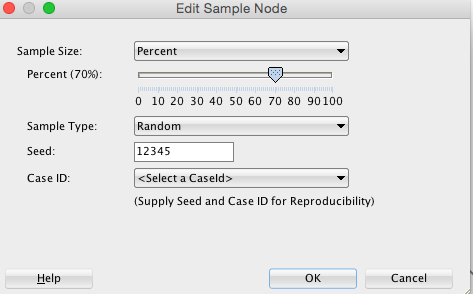 Edit Sample Node
Sample Size: Percent
Percent (70%):
0 10 20 30 40 50 60 70 80 90 100
Sample Type: Random
Seed: 12345
Case ID: <Select a CaseId>
(Supply Seed and Case ID for Reproducibility)
Help OK Cancel